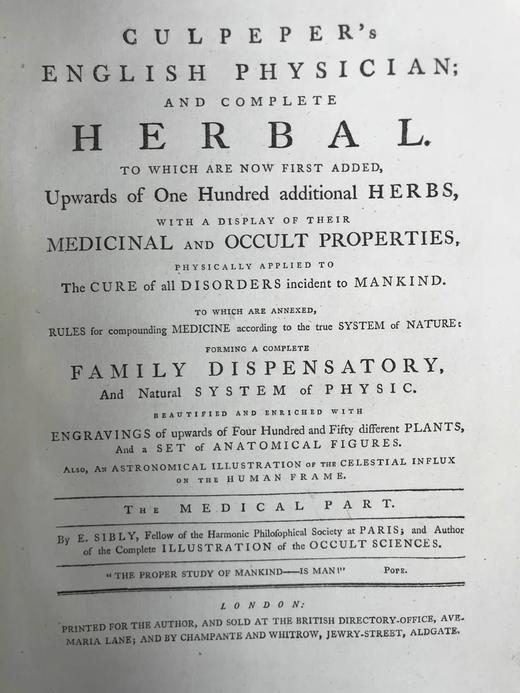 CULPEPER's
ENGLISH PHYSICIAN;
AND COMPLETE
HERBAL.
TO WHICH ARE NOW FIRST ADDED,
Upwards of One Hundred additional HERBS,
WITH A DISPLAY OF THEIR
MEDICINAL AND OCCULT PROPERTIES,
PHYSICALLY APPLIED TO
The CURE of all DISORDERS incident to MANKIND.
TO WHICH ARE ANNEXED,
RULES for compounding MEDICINE according to the true SYSTEM of NATURE:
FORMING A COMPLETE
FAMILY DISPENSATORY,
And Natural SYSTEM of PHYSIC.
BEAUTIFIED AND ENRICHED WITH
ENGRAVINGS of upwards of Four Hundred and Fifty different PLANTS,
And a SET of ANATOMICAL FIGURES.
ALSO, AN ASTRONOMICAL ILLUSTRATION OF THE CELESTIAL INFLUX
ON THE HUMAN FRAME.
THE MEDICAL PART.
By E. SIBLY, Fellow of the Harmonic Philosophical Society at PARIS; and Author
of the Complete ILLUSTRATION of the OCCULT SCIENCES.
"THE PROPER STUDY OF MANKIND—IS MAN!" POPE.
LONDON:
PRINTED FOR THE AUTHOR, AND SOLD AT THE BRITISH DIRECTORY-OFFICE, AVE-
MARIA LANE; AND BY CHAMPANTE AND WHITROW, JEWRY-STREET, ALDGATE.